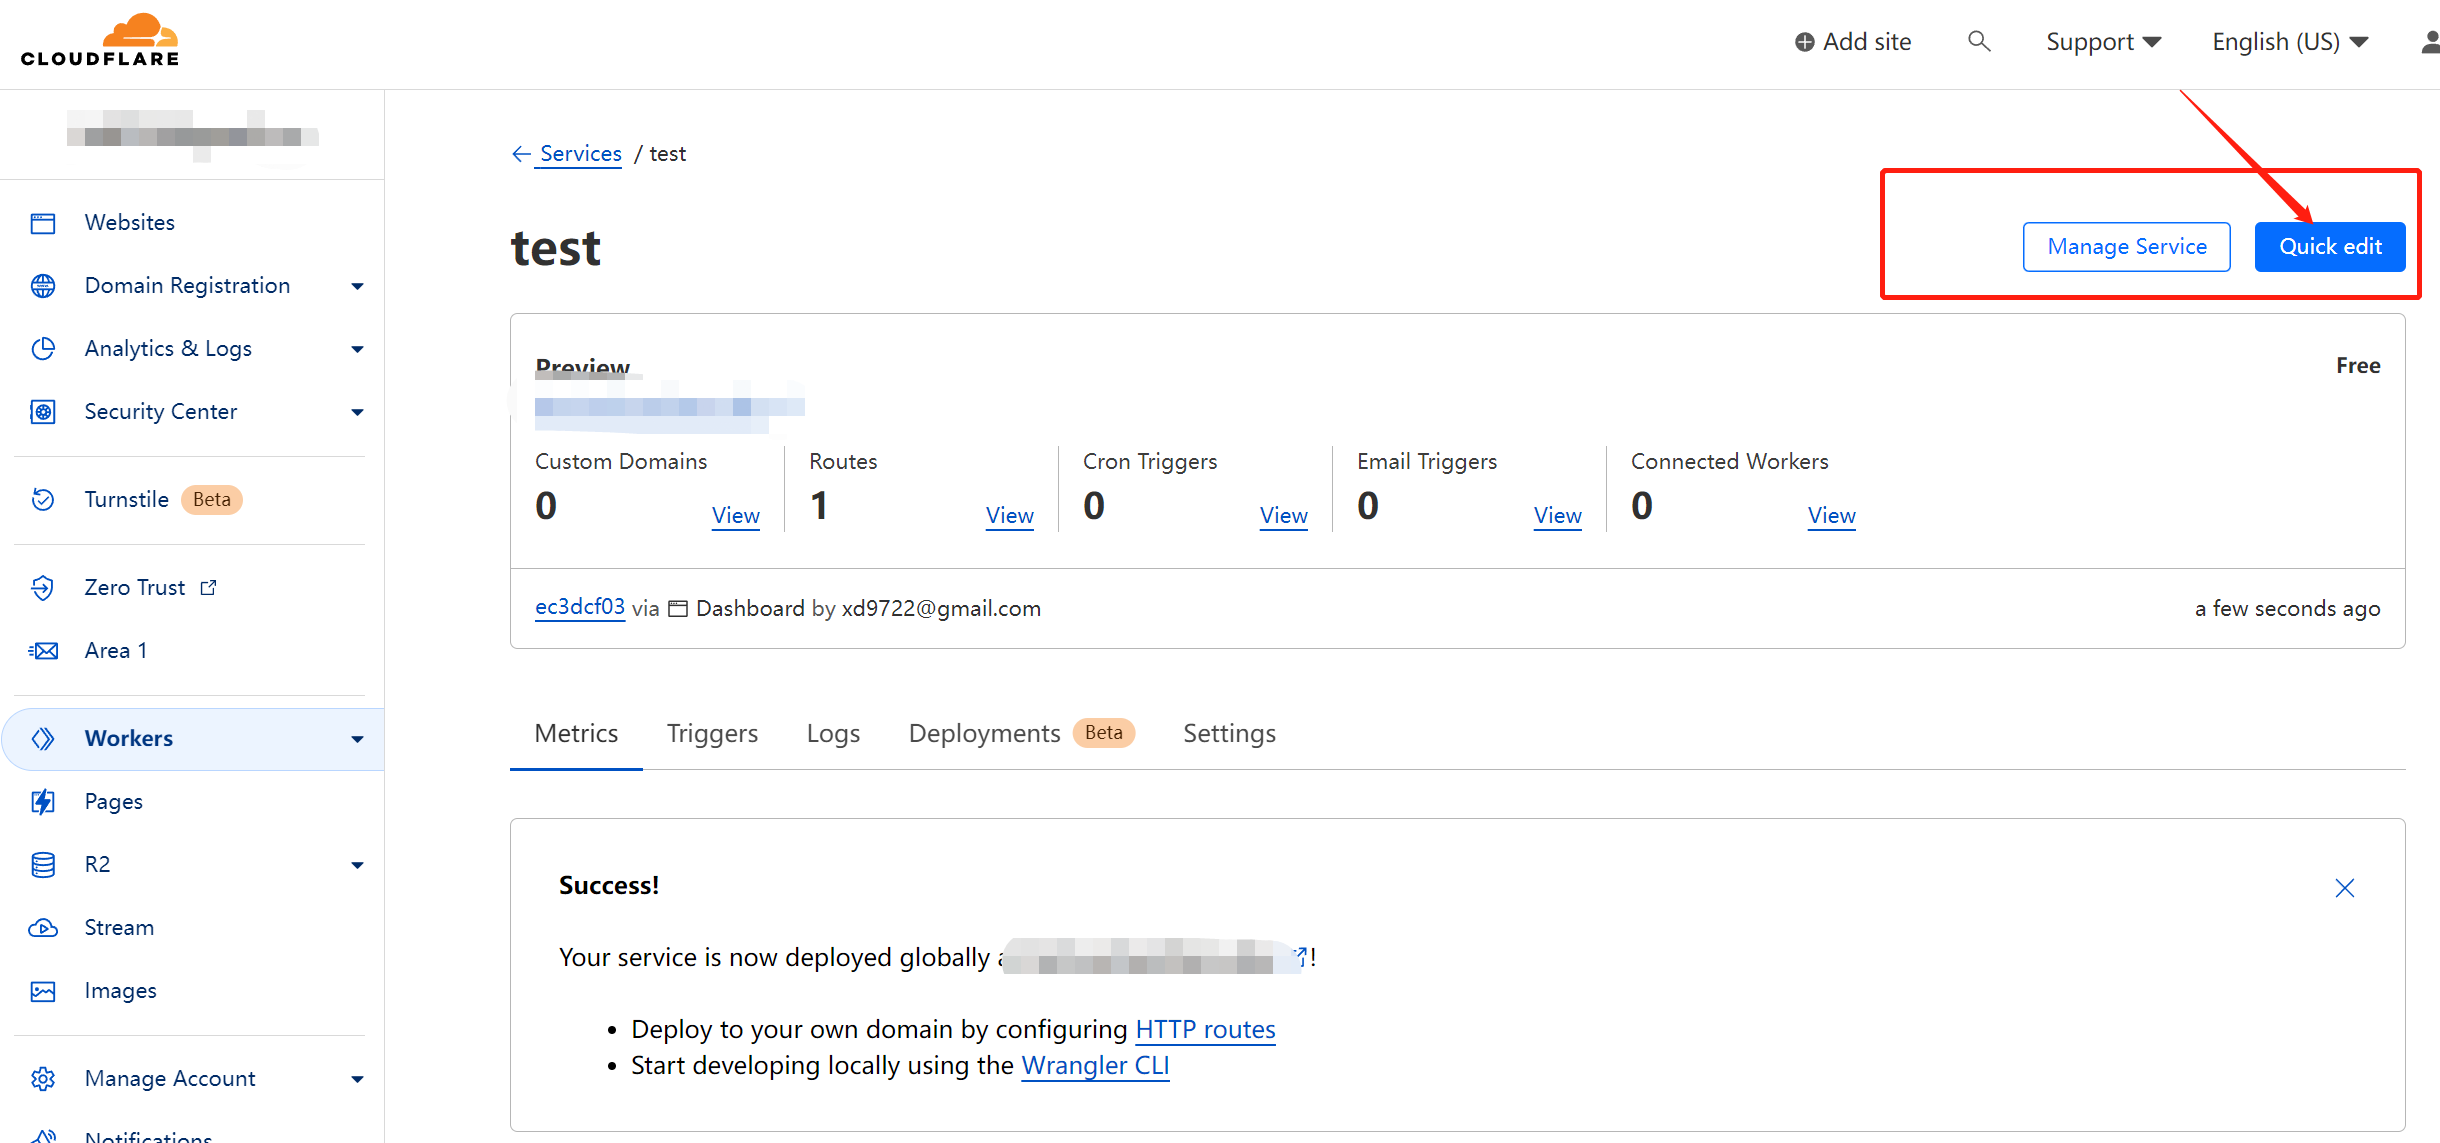 CLOUDFLARE
Add site
Support
English (US)
Websites
Domain Registration
Analytics & Logs
Security Center
Turnstile Beta
Zero Trust
Area 1
Workers
Pages
R2
Stream
Images
Manage Account
Notifications
Services / test
test
Manage Service
Quick edit
Preview
Free
Custom Domains
0 View
Routes
1 View
Cron Triggers
0 View
Email Triggers
0 View
Connected Workers
0 View
ec3dcf03 via Dashboard by xd9722@gmail.com
a few seconds ago
Metrics Triggers Logs Deployments Beta Settings
Success!
Your service is now deployed globally !
• Deploy to your own domain by configuring HTTP routes
• Start developing locally using the Wrangler CLI